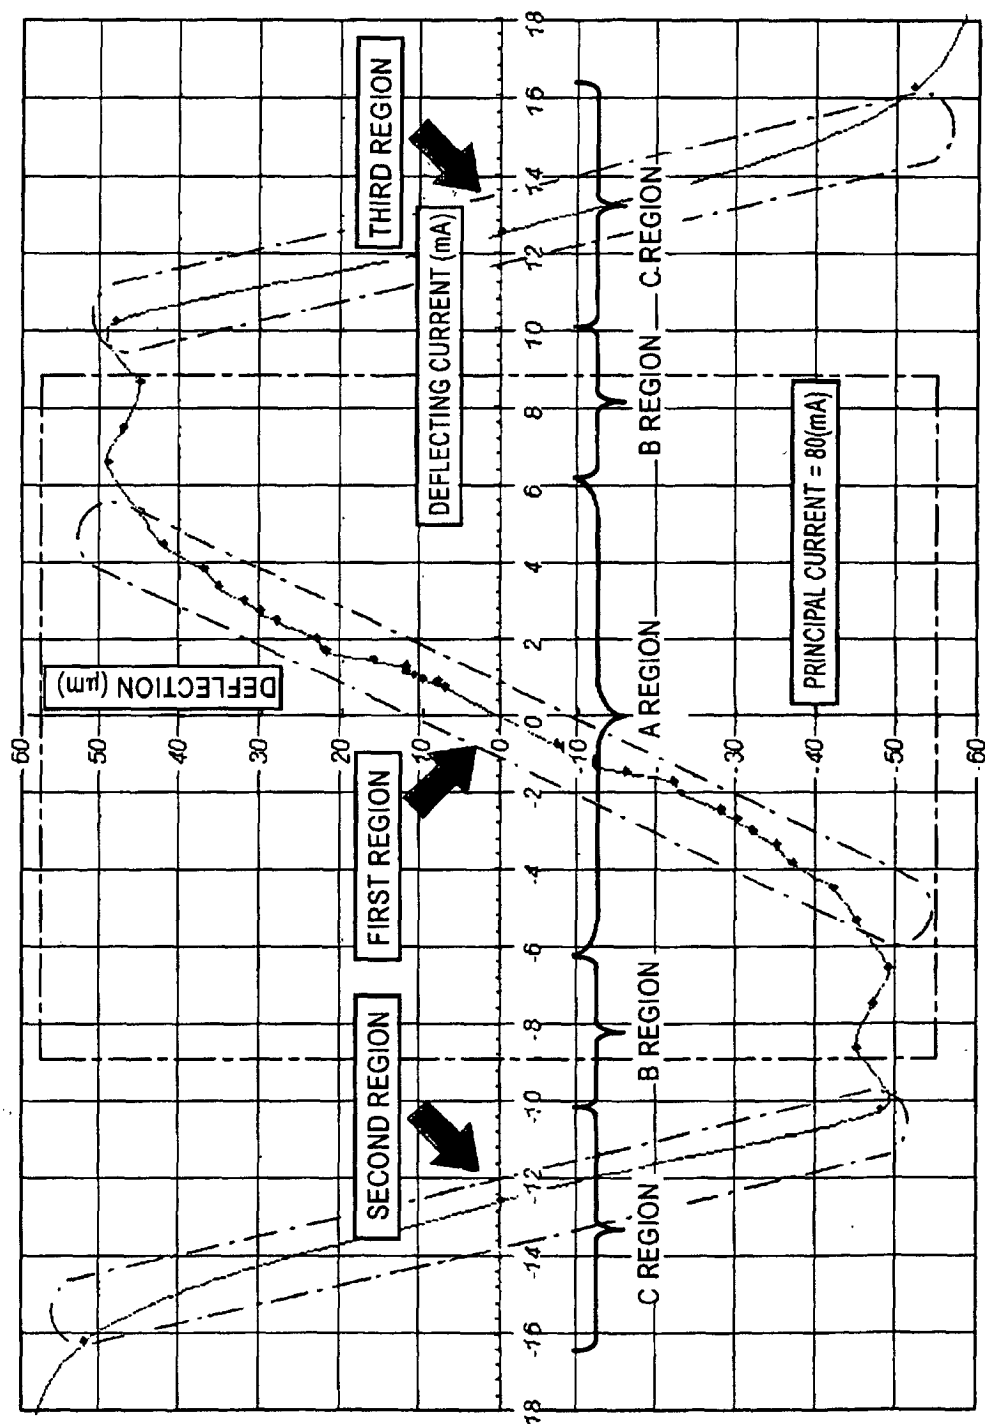 DEFLECTION (μm)
60
50
40
30
20
10
0
-10
-30
-40
-50
-60
SECOND REGION
FIRST REGION
THIRD REGION
DEFLECTING CURRENT (mA)
-18 -16 -14 -12 -10 -8 -6 -4 -2 0 2 4 6 8 10 12 14 16 18
C REGION B REGION A REGION B REGION C REGION
PRINCIPAL CURRENT = 80(mA)